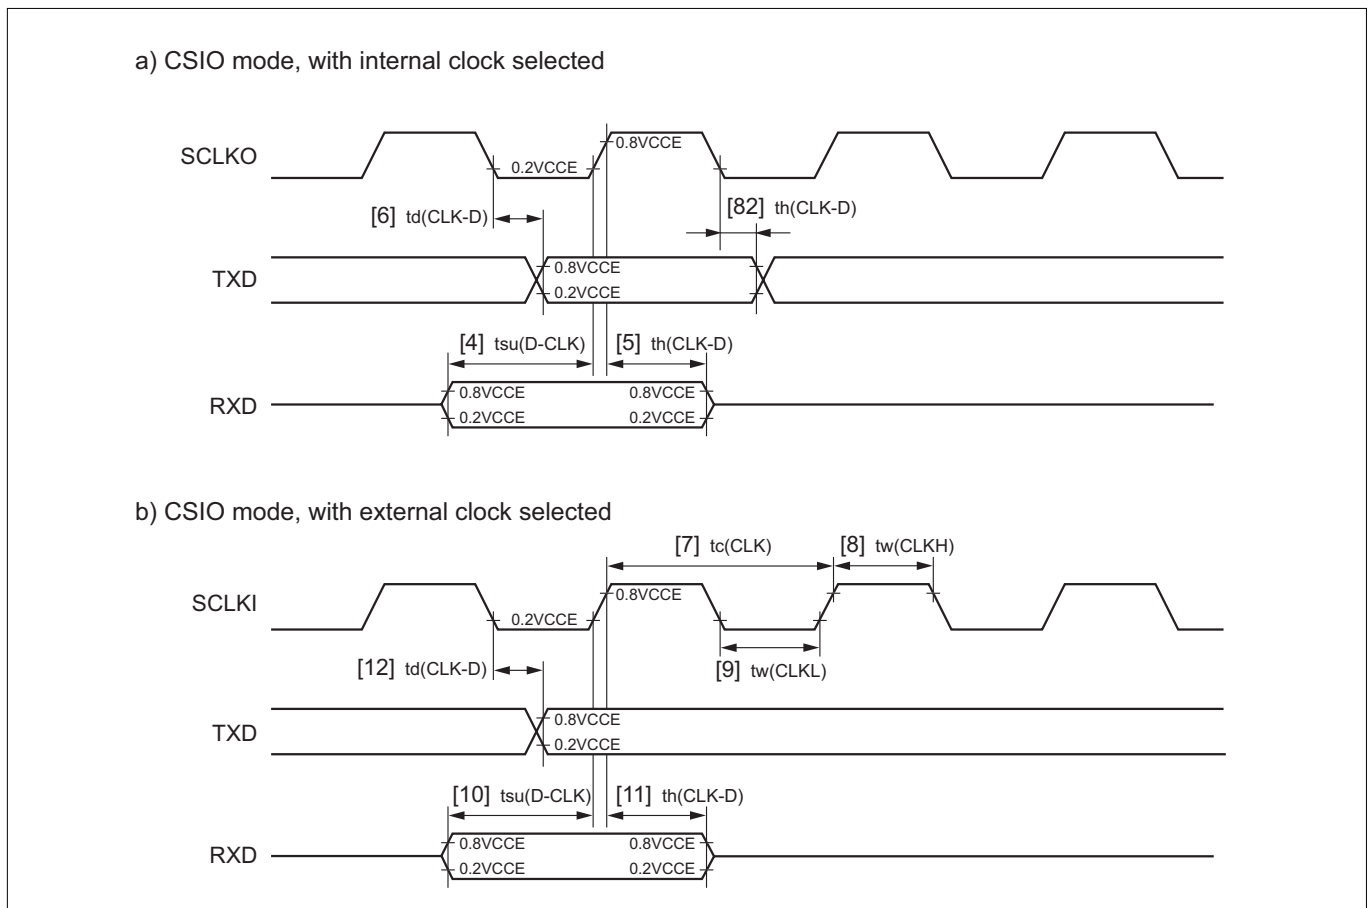 a) CSIO mode, with internal clock selected
SCLKO
0.2VCCE
0.8VCCE
[6] td(CLK-D)
[82] th(CLK-D)
TXD
0.8VCCE
0.2VCCE
[4] tsu(D-CLK)
[5] th(CLK-D)
RXD
0.8VCCE
0.8VCCE
0.2VCCE
0.2VCCE
b) CSIO mode, with external clock selected
[7] tc(CLK)
[8] tw(CLKH)
SCLKI
0.2VCCE
0.8VCCE
[12] td(CLK-D)
[9] tw(CLKL)
TXD
0.8VCCE
0.2VCCE
[10] tsu(D-CLK)
[11] th(CLK-D)
RXD
0.8VCCE
0.8VCCE
0.2VCCE
0.2VCCE